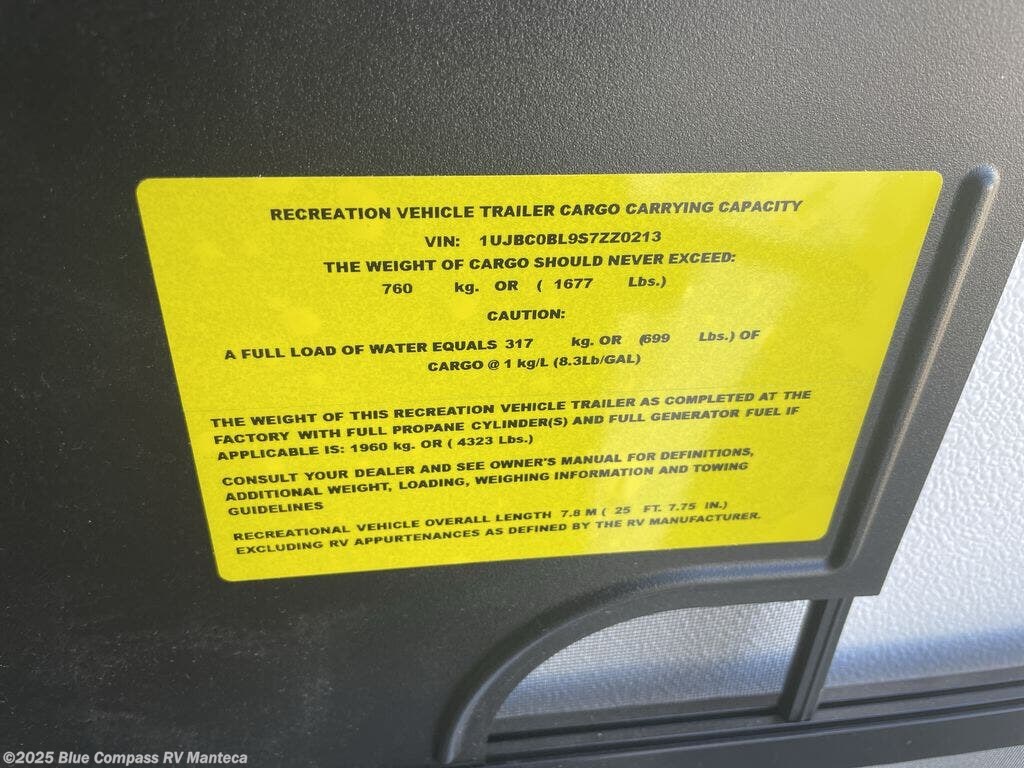 RECREATION VEHICLE TRAILER CARGO CARRYING CAPACITY
VIN: 1UJBC0BL9S7ZZ0213
THE WEIGHT OF CARGO SHOULD NEVER EXCEED:
760 kg. OR ( 1677 Lbs.)
CAUTION:
A FULL LOAD OF WATER EQUALS 317 kg. OR (699 Lbs.) OF
CARGO @ 1 kg/L (8.3Lb/GAL)
THE WEIGHT OF THIS RECREATION VEHICLE TRAILER AS COMPLETED AT THE
FACTORY WITH FULL PROPANE CYLINDER(S) AND FULL GENERATOR FUEL IF
APPLICABLE IS: 1960 kg. OR ( 4323 Lbs.)
CONSULT YOUR DEALER AND SEE OWNER'S MANUAL FOR DEFINITIONS,
ADDITIONAL WEIGHT, LOADING, WEIGHING INFORMATION AND TOWING
GUIDELINES
RECREATIONAL VEHICLE OVERALL LENGTH 7.8 M ( 25 FT. 7.75 IN.)
EXCLUDING RV APPURTENANCES AS DEFINED BY THE RV MANUFACTURER.
©2025 Blue Compass RV Manteca